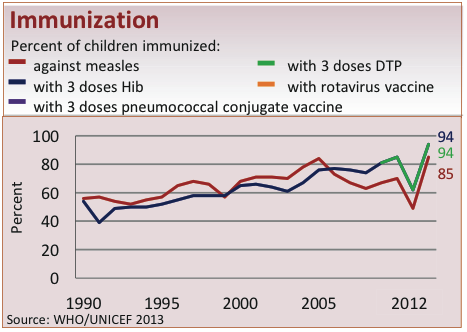 Immunization
Percent of children immunized:
against measles
with 3 doses DTP
with 3 doses Hib
with rotavirus vaccine
with 3 doses pneumococcal conjugate vaccine
100
80
60
40
20
0
Percent
94
94
85
1990 1995 2000 2005 2012
Source: WHO/UNICEF 2013